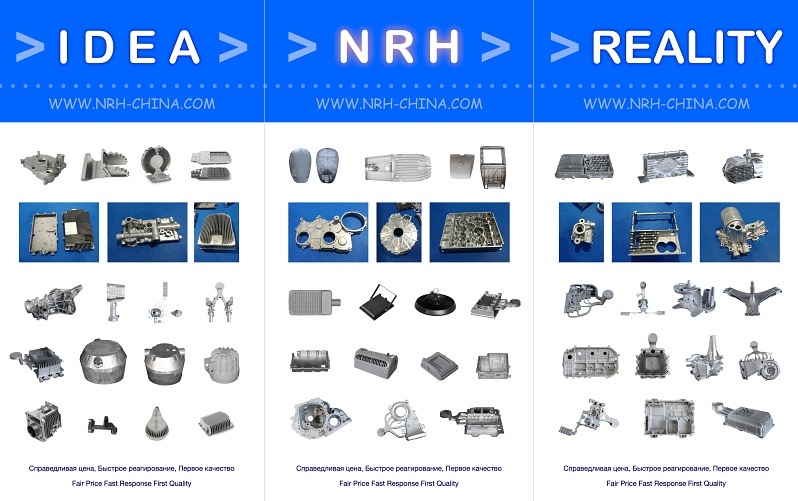 > I D E A >
WWW.NRH-CHINA.COM
> N R H >
WWW.NRH-CHINA.COM
> REALITY
WWW.NRH-CHINA.COM
Справедливая цена, Быстрое реагирование, Первое качество
Fair Price Fast Response First Quality
Справедливая цена, Быстрое реагирование, Первое качество
Fair Price Fast Response First Quality
Справедливая цена, Быстрое реагирование, Первое качество
Fair Price Fast Response First Quality